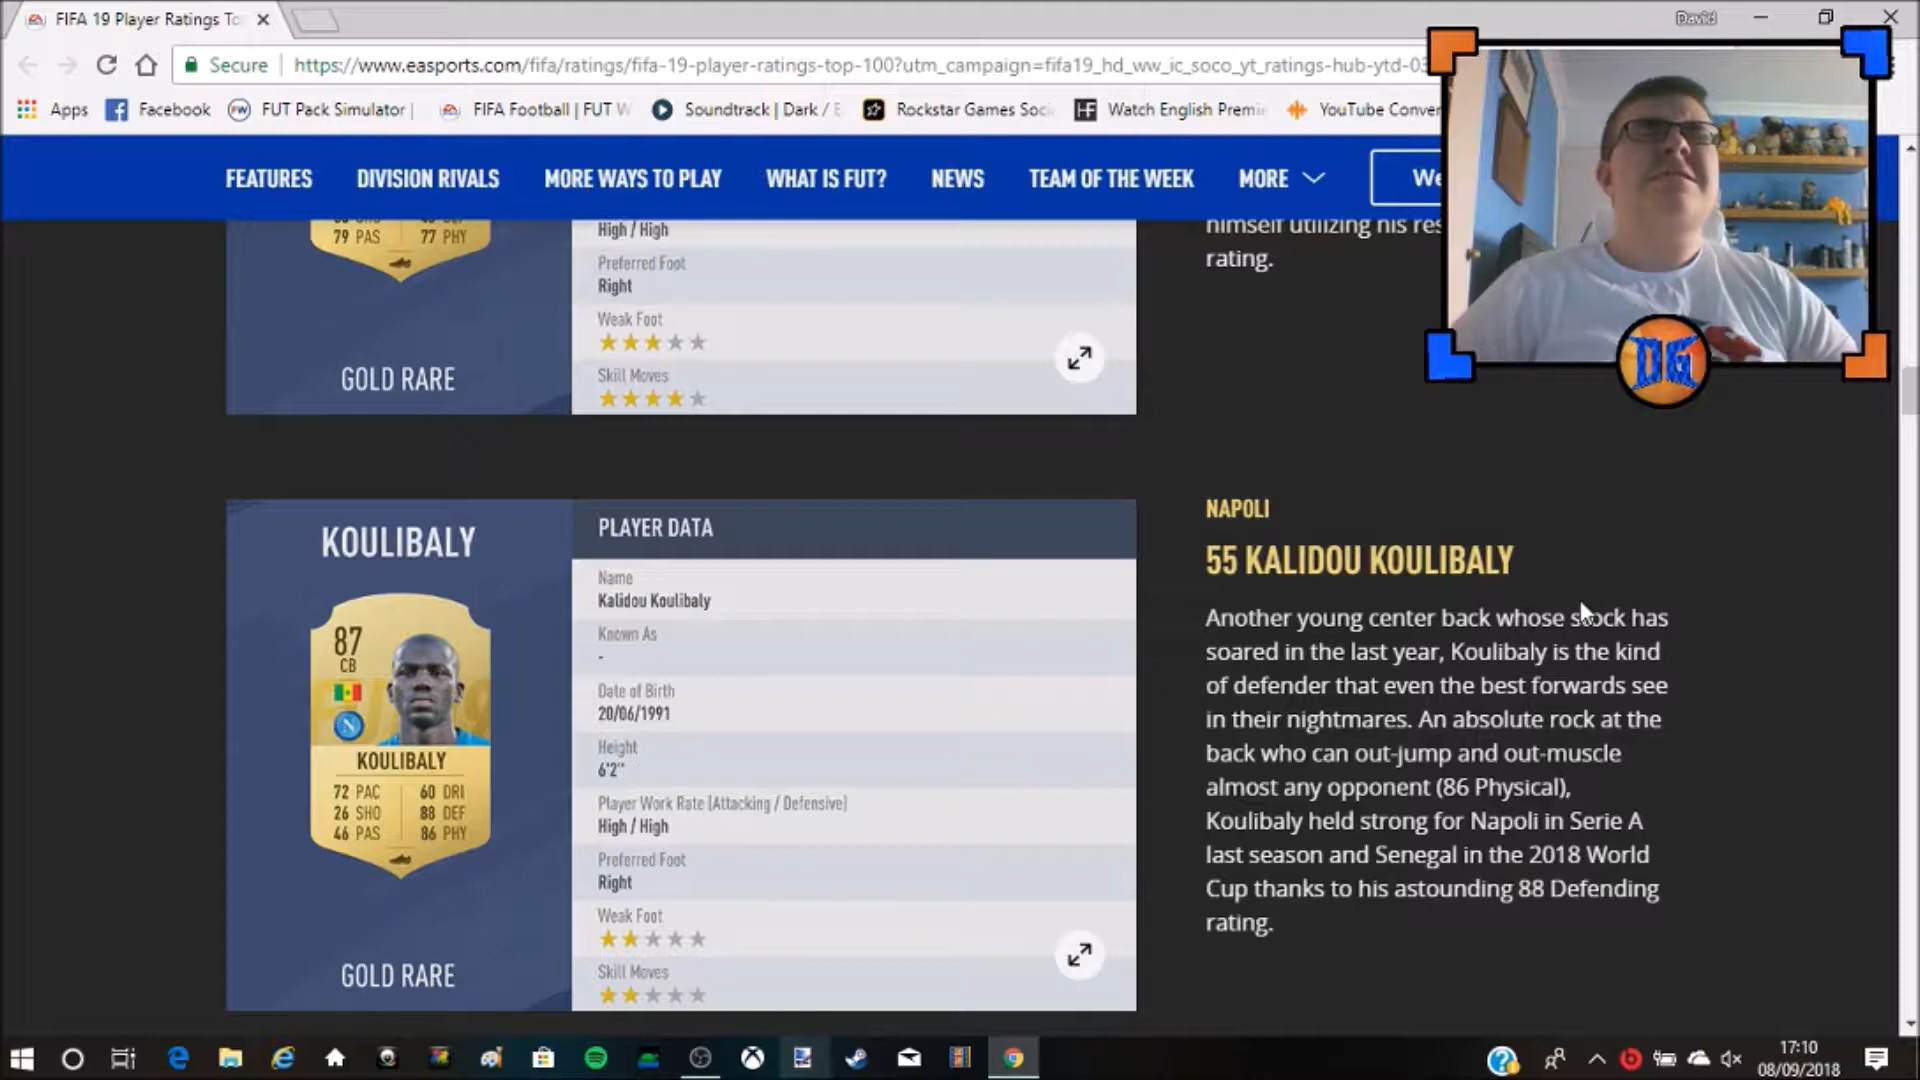 FIFA 19 Player Ratings To
David
Secure
https://www.easports.com/fifa/ratings/fifa-19-player-ratings-top-100?utm_campaign=fifa19_hd_ww_ic_soco_yt_ratings-hub-ytd-03
Apps
Facebook
FUT Pack Simulator |
FIFA Football | FUT W
Soundtrack | Dark / E
Rockstar Games Soci
HF
Watch English Premi
YouTube Conver
FEATURES
DIVISION RIVALS
MORE WAYS TO PLAY
WHAT IS FUT?
NEWS
TEAM OF THE WEEK
MORE
We
DG
79 PAS
77 PHY
GOLD RARE
High / High
Preferred Foot
Right
Weak Foot
Skill Moves
himself utilizing his res
rating.
KOULIBALY
87
CB
N
KOULIBALY
72 PAC 60 DRI
26 SHO 88 DEF
46 PAS 86 PHY
GOLD RARE
PLAYER DATA
Name
Kalidou Koulibaly
Known As
-
Date of Birth
20/06/1991
Height
6'2"
Player Work Rate (Attacking / Defensive)
High / High
Preferred Foot
Right
Weak Foot
Skill Moves
NAPOLI
55 KALIDOU KOULIBALY
Another young center back whose stock has
soared in the last year, Koulibaly is the kind
of defender that even the best forwards see
in their nightmares. An absolute rock at the
back who can out-jump and out-muscle
almost any opponent (86 Physical),
Koulibaly held strong for Napoli in Serie A
last season and Senegal in the 2018 World
Cup thanks to his astounding 88 Defending
rating.
17:10
08/09/2018